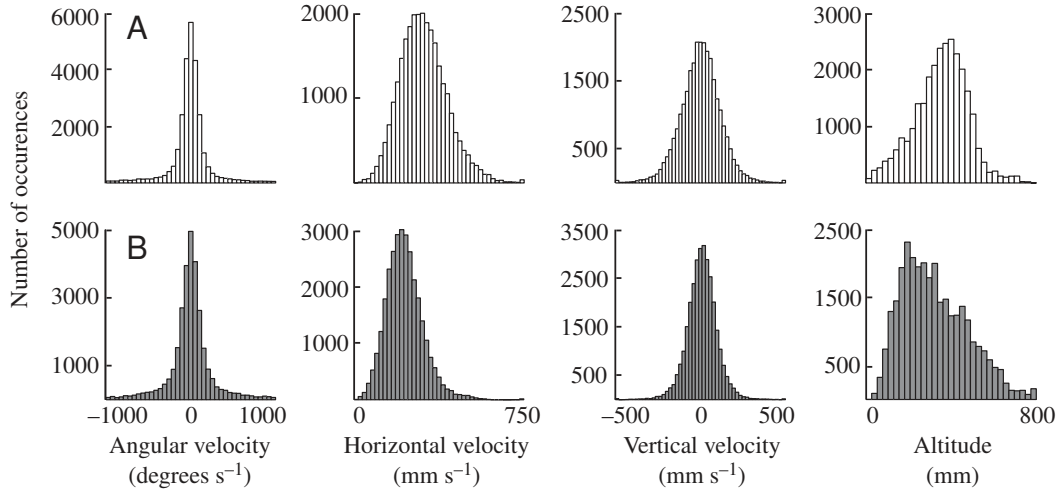 Number of occurences
A
6000
4000
2000
2000
1000
2500
1500
500
3000
2000
1000
B
5000
3000
1000
–1000 0 1000
Angular velocity
(degrees s–1)
3000
2000
1000
0 750
Horizontal velocity
(mm s–1)
3500
2500
1500
500
–500 0 500
Vertical velocity
(mm s–1)
2500
1500
500
0 800
Altitude
(mm)